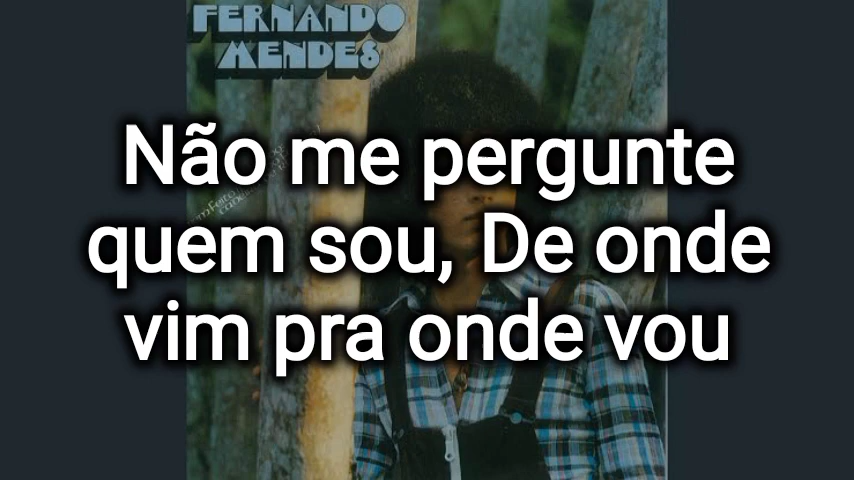 FERNANDO
MENDES
Não me pergunte
quem sou, De onde
vim pra onde vou